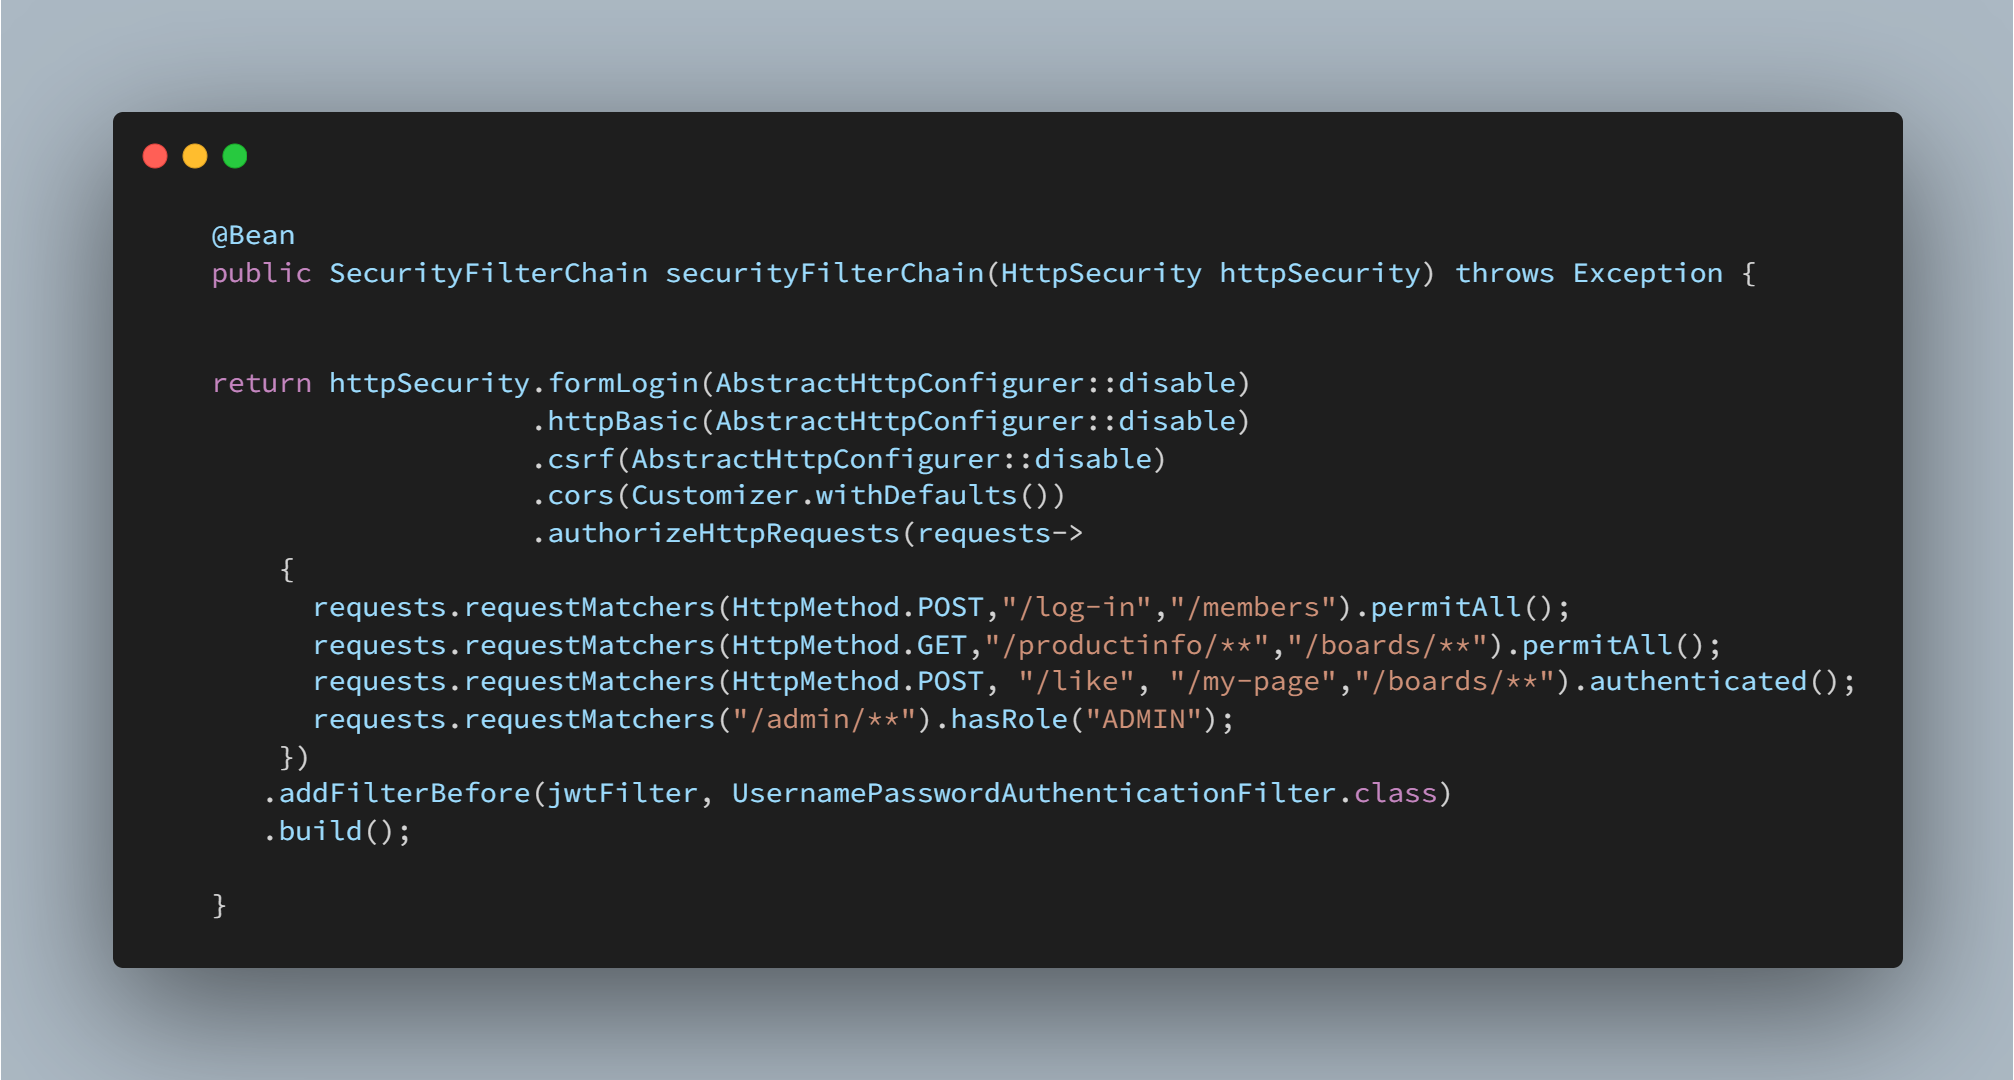 @Bean
public SecurityFilterChain securityFilterChain(HttpSecurity httpSecurity) throws Exception {
return httpSecurity.formLogin(AbstractHttpConfigurer::disable)
.httpBasic(AbstractHttpConfigurer::disable)
.csrf(AbstractHttpConfigurer::disable)
.cors(Customizer.withDefaults())
.authorizeHttpRequests(requests->
{
requests.requestMatchers(HttpMethod.POST,"/log-in","/members").permitAll();
requests.requestMatchers(HttpMethod.GET,"/productinfo/**","/boards/**").permitAll();
requests.requestMatchers(HttpMethod.POST, "/like", "/my-page","/boards/**").authenticated();
requests.requestMatchers("/admin/**").hasRole("ADMIN");
})
.addFilterBefore(jwtFilter, UsernamePasswordAuthenticationFilter.class)
.build();
}